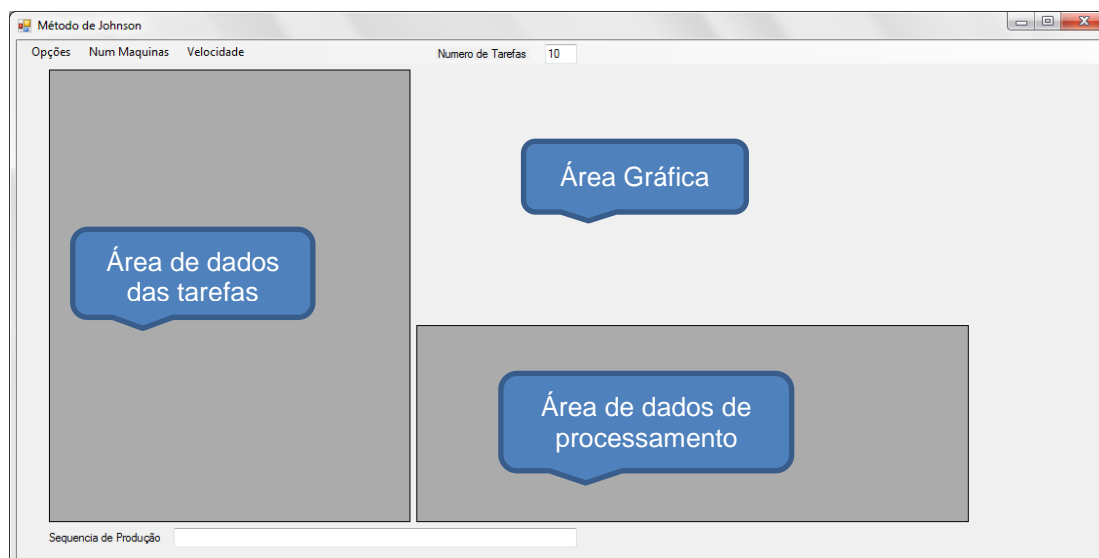 Método de Johnson
Opções Num Maquinas Velocidade
Numero de Tarefas 10
Área Gráfica
Área de dados
das tarefas
Área de dados de
processamento
Sequencia de Produção